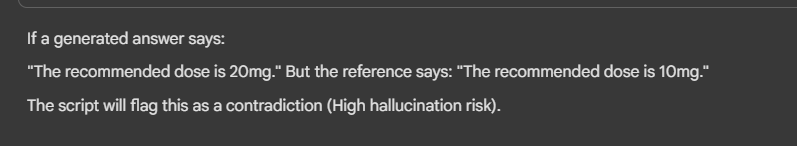 If a generated answer says:
"The recommended dose is 20mg." But the reference says: "The recommended dose is 10mg."
The script will flag this as a contradiction (High hallucination risk).